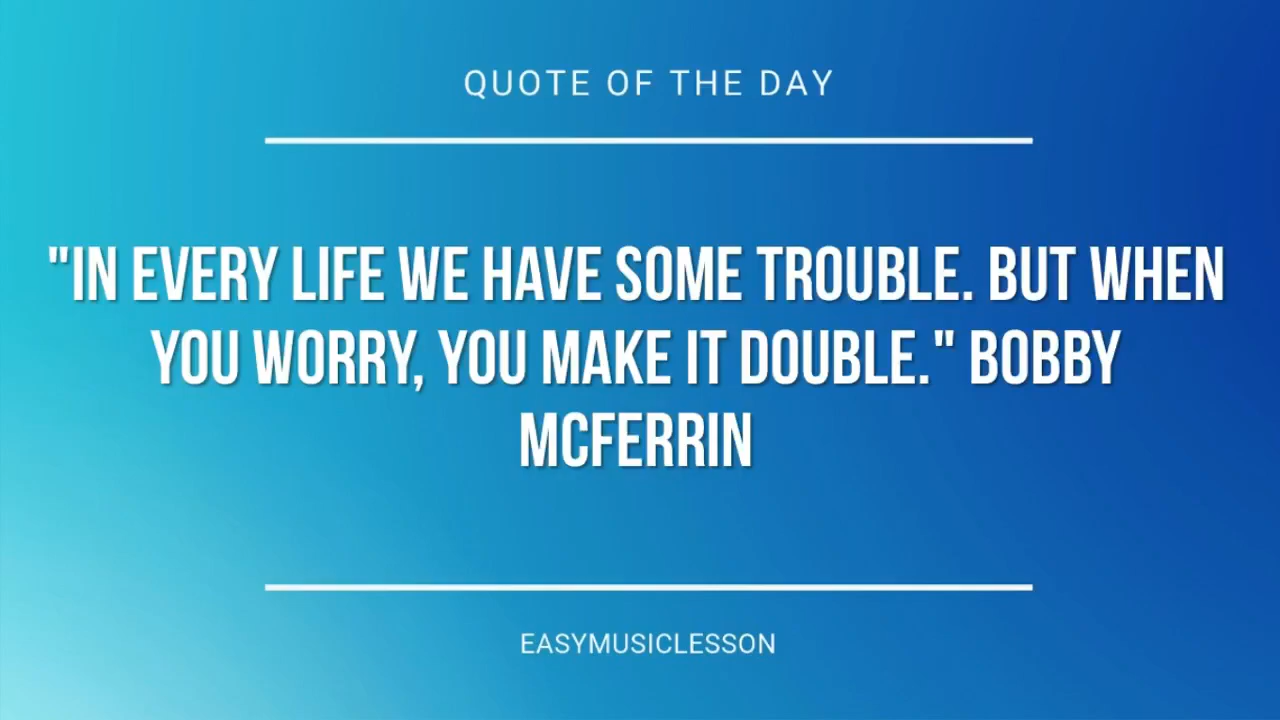 QUOTE OF THE DAY
"IN EVERY LIFE WE HAVE SOME TROUBLE. BUT WHEN
YOU WORRY, YOU MAKE IT DOUBLE." BOBBY
MCFERRIN
EASYMUSICLESSON